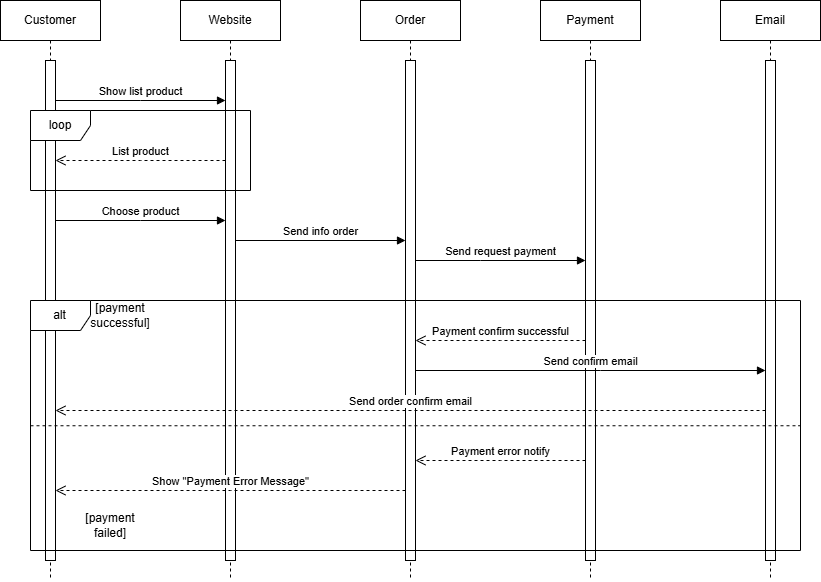 Customer
Website
Order
Payment
Email
Show list product
loop
List product
Choose product
Send info order
Send request payment
alt
[payment
successful]
Payment confirm successful
Send confirm email
Send order confirm email
Payment error notify
Show "Payment Error Message"
[payment
failed]